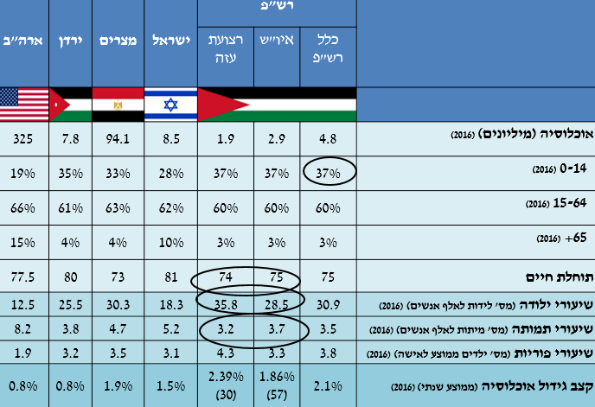 רש״פ
כלל רש״פ איו״ש רצועת עזה ישראל מצרים ירדן ארה״ב
אוכלוסיה (מיליונים) (2016) 4.8 2.9 1.9 8.5 94.1 7.8 325
0-14 (2016) 37% 37% 37% 28% 33% 35% 19%
15-64 (2016) 60% 60% 60% 62% 63% 61% 66%
65+ (2016) 3% 3% 3% 10% 4% 4% 15%
תוחלת חיים 75 75 74 81 73 80 77.5
שיעורי ילודה (מס׳ לידות לאלף אנשים) (2016) 30.9 28.5 35.8 18.3 30.3 25.5 12.5
שיעורי תמותה (מס׳ מיתות לאלף אנשים) (2016) 3.5 3.7 3.2 5.2 4.7 3.8 8.2
שיעורי פוריות (מס׳ ילדים ממוצע לאישה) (2016) 3.8 3.3 4.3 3.1 3.5 3.2 1.9
קצב גידול אוכלוסיה (ממוצע שנתי) (2016) 2.1% 1.86% (57) 2.39% (30) 1.5% 1.9% 0.8% 0.8%